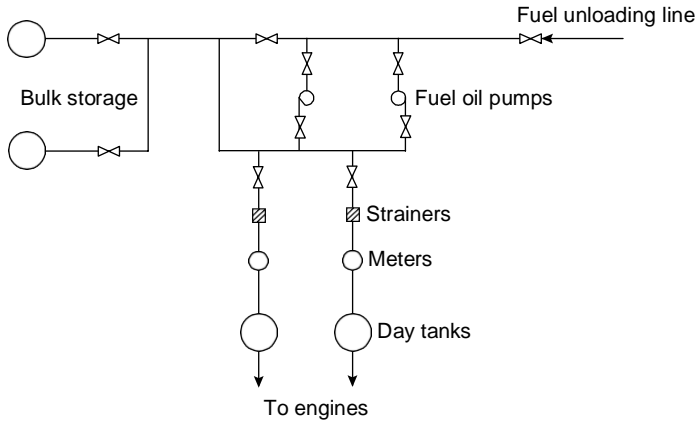 Fuel unloading line
Bulk storage
Fuel oil pumps
Strainers
Meters
Day tanks
To engines